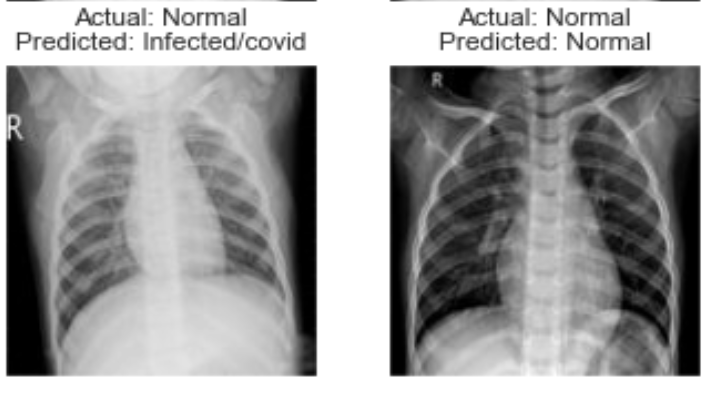 Actual: Normal
Predicted: Infected/covid
Actual: Normal
Predicted: Normal
R
R